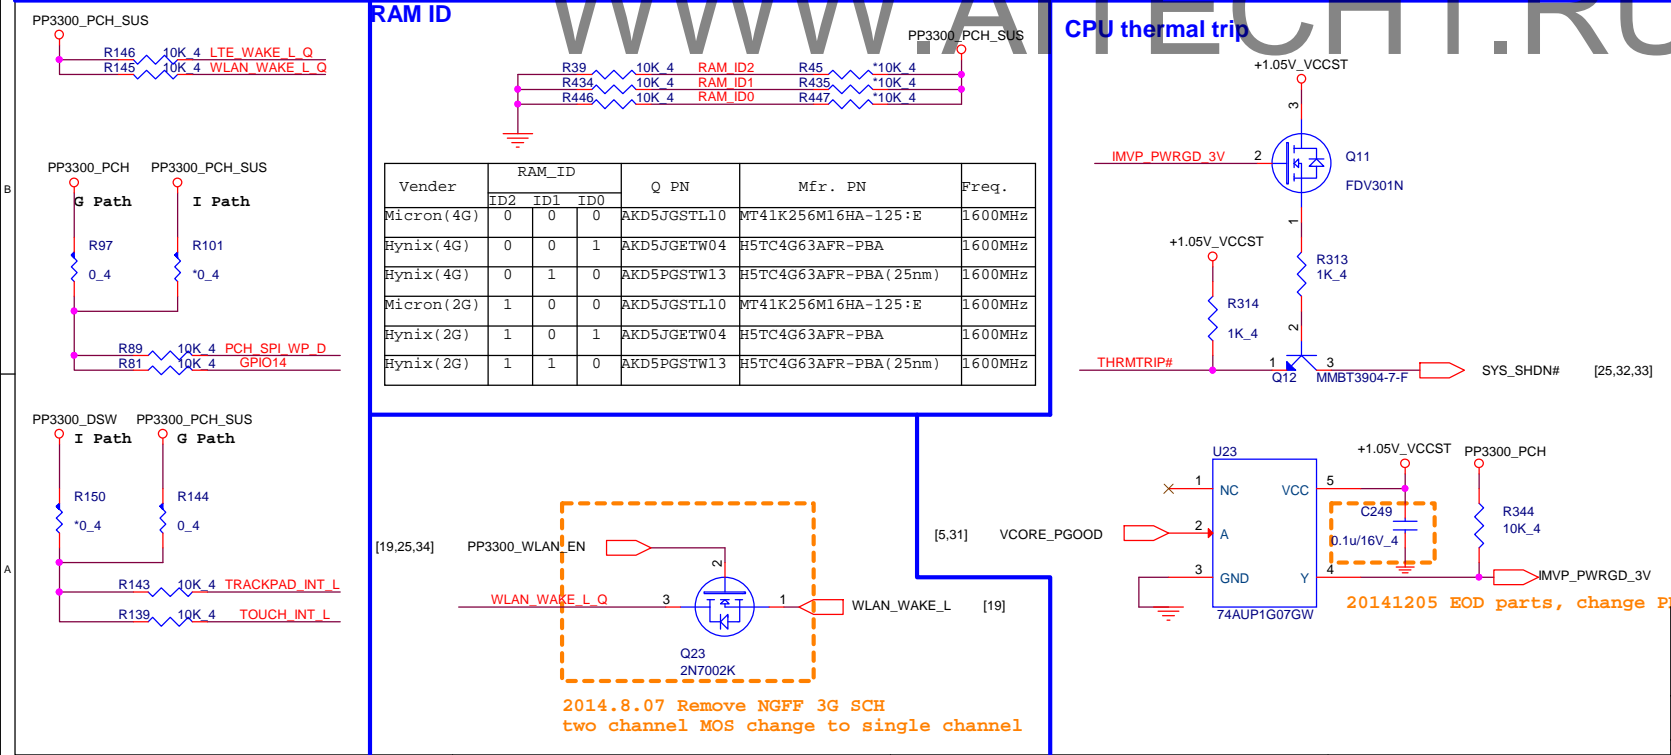 WWW.AITECH1.RU
B
A
PP3300_PCH_SUS
R146 10K_4 LTE_WAKE_L_Q
R145 10K_4 WLAN_WAKE_L_Q
PP3300_PCH PP3300_PCH_SUS
G Path I Path
R97 R101
0_4 *0_4
R89 10K_4 PCH_SPI_WP_D
R81 10K_4 GPIO14
PP3300_DSW PP3300_PCH_SUS
I Path G Path
R150 R144
*0_4 0_4
R143 10K_4 TRACKPAD_INT_L
R139 10K_4 TOUCH_INT_L
RAM ID
PP3300_PCH_SUS
R39 10K_4 RAM_ID2 R45 *10K_4
R434 10K_4 RAM_ID1 R435 *10K_4
R446 10K_4 RAM_ID0 R447 *10K_4
Vender RAM_ID Q PN Mfr. PN Freq.
ID2 ID1 ID0
Micron(4G) 0 0 0 AKD5JGSTL10 MT41K256M16HA-125:E 1600MHz
Hynix(4G) 0 0 1 AKD5JGETW04 H5TC4G63AFR-PBA 1600MHz
Hynix(4G) 0 1 0 AKD5PGSTW13 H5TC4G63AFR-PBA(25nm) 1600MHz
Micron(2G) 1 0 0 AKD5JGSTL10 MT41K256M16HA-125:E 1600MHz
Hynix(2G) 1 0 1 AKD5JGETW04 H5TC4G63AFR-PBA 1600MHz
Hynix(2G) 1 1 0 AKD5PGSTW13 H5TC4G63AFR-PBA(25nm) 1600MHz
[19,25,34] PP3300_WLAN_EN
2
WLAN_WAKE_L_Q 3 1 WLAN_WAKE_L [19]
Q23
2N7002K
2014.8.07 Remove NGFF 3G SCH
two channel MOS change to single channel
CPU thermal trip
+1.05V_VCCST
3
IMVP_PWRGD_3V 2 Q11
FDV301N
1
+1.05V_VCCST
R313
1K_4
R314
1K_4
2
THRMTRIP# 1 3 SYS_SHDN# [25,32,33]
Q12 MMBT3904-7-F
U23 +1.05V_VCCST PP3300_PCH
1 NC VCC 5
C249 R344
0.1u/16V_4 10K_4
[5,31] VCORE_PGOOD 2 A
3 GND Y 4 IMVP_PWRGD_3V
74AUP1G07GW
20141205 EOD parts, change